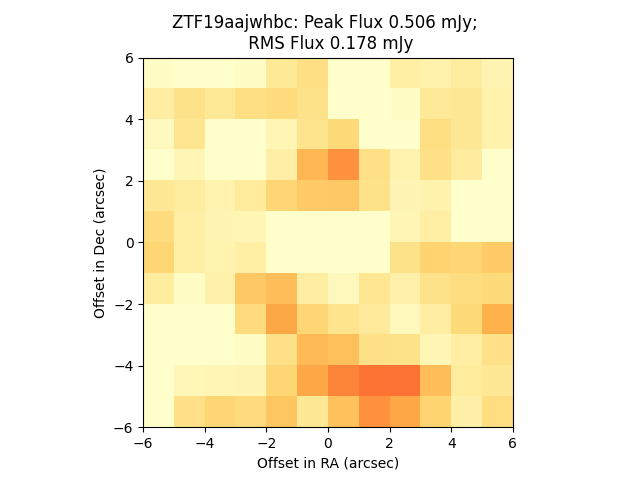 ZTF19aajwhbc: Peak Flux 0.506 mJy;
RMS Flux 0.178 mJy
6
4
2
0
−2
−4
−6
Offset in Dec (arcsec)
−6 −4 −2 0 2 4 6
Offset in RA (arcsec)